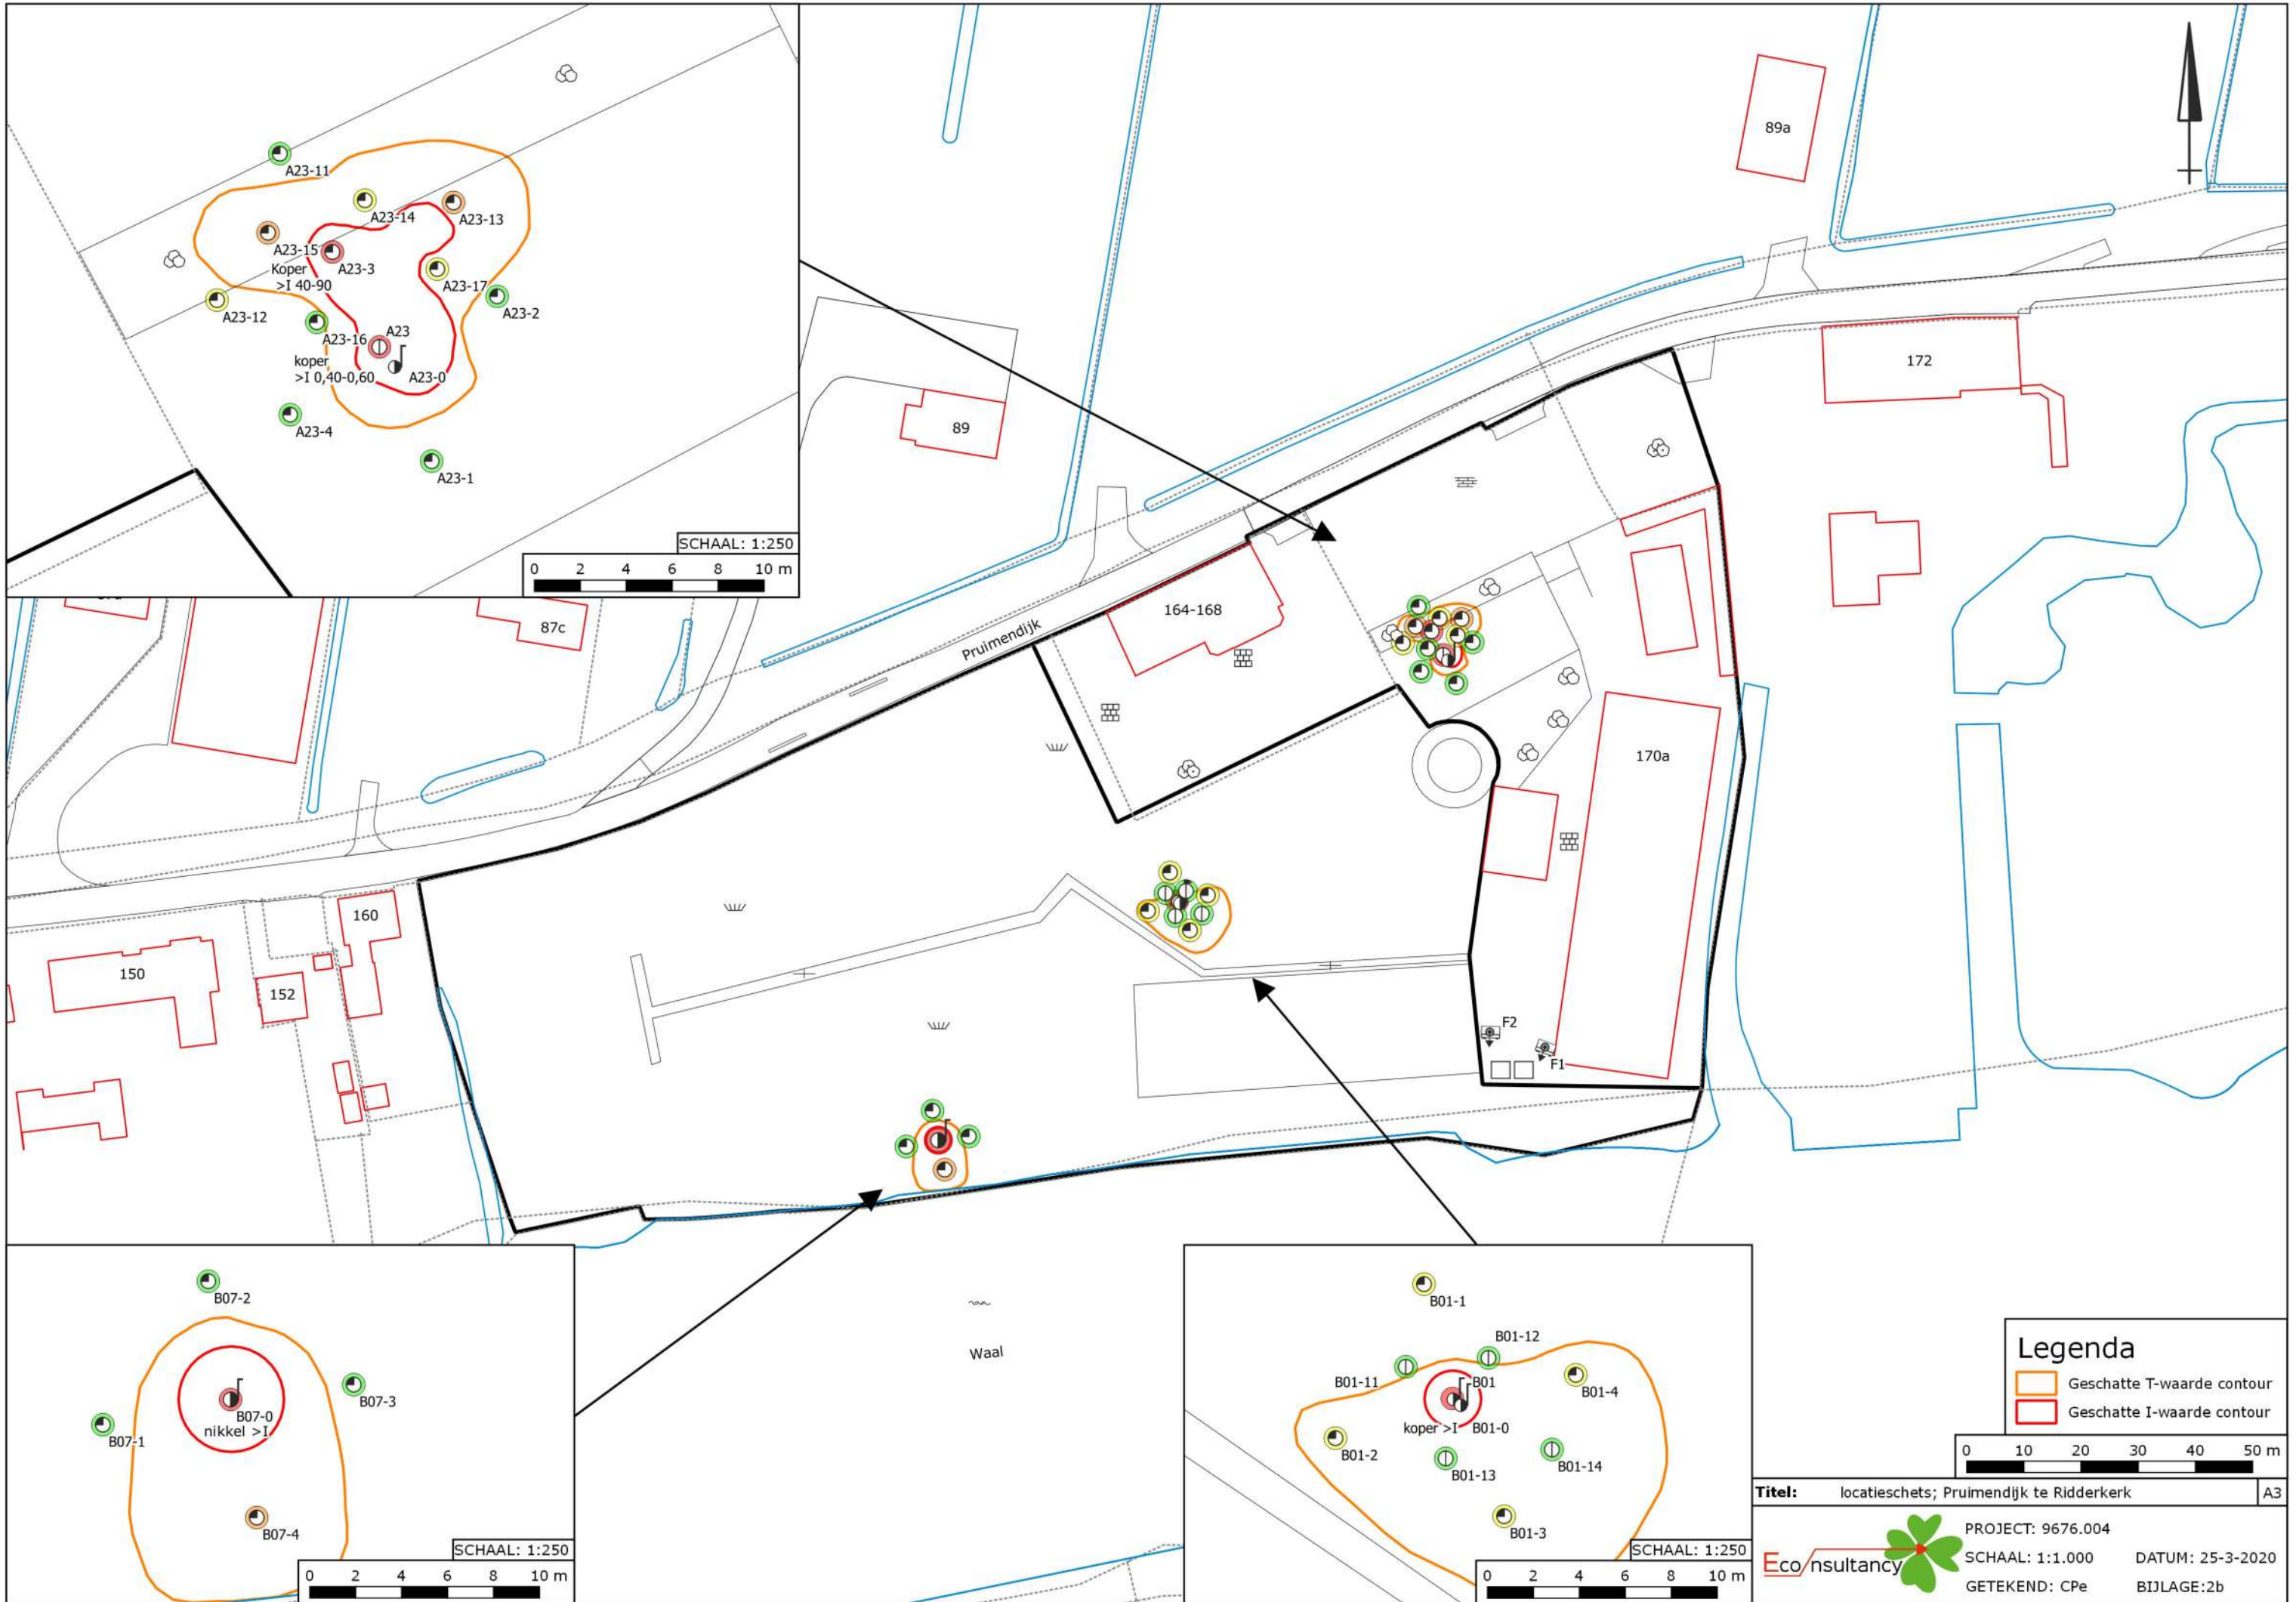 A23-11
A23-14
A23-13
A23-15
A23-3
Koper
>I 40-90
A23-17
A23-12
A23-2
A23-16
A23
koper
>I 0,40-0,60
A23-0
A23-4
A23-1
SCHAAL: 1:250
0 2 4 6 8 10 m
89a
172
89
164-168
Pruimendijk
87c
170a
160
150
152
F2
F1
B07-2
B07-3
B07-0
nikkel >I
B07-1
B07-4
SCHAAL: 1:250
0 2 4 6 8 10 m
Waal
B01-1
B01-12
B01-11
B01
B01-4
koper >I
B01-0
B01-2
B01-13
B01-14
B01-3
SCHAAL: 1:250
0 2 4 6 8 10 m
Legenda
Geschatte T-waarde contour
Geschatte I-waarde contour
0 10 20 30 40 50 m
Titel: locatieschets; Pruimendijk te Ridderkerk A3
Econsultancy
PROJECT: 9676.004
SCHAAL: 1:1.000 DATUM: 25-3-2020
GETEKEND: CPe BIJLAGE:2b